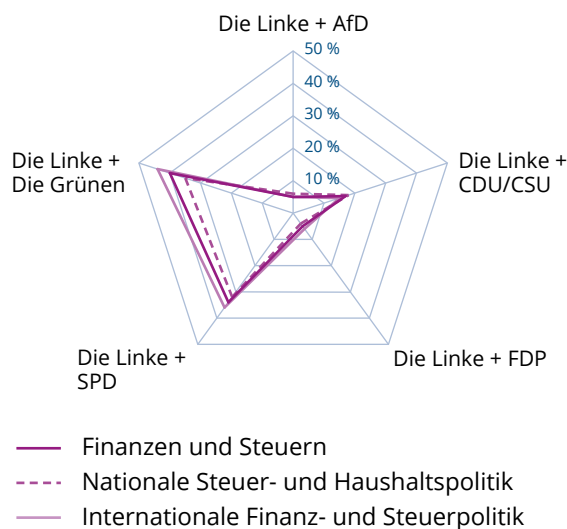 Die Linke + AfD
50 %
40 %
30 %
20 %
10 %
Die Linke +
Die Grünen
Die Linke +
CDU/CSU
Die Linke +
SPD
Die Linke + FDP
Finanzen und Steuern
Nationale Steuer- und Haushaltspolitik
Internationale Finanz- und Steuerpolitik